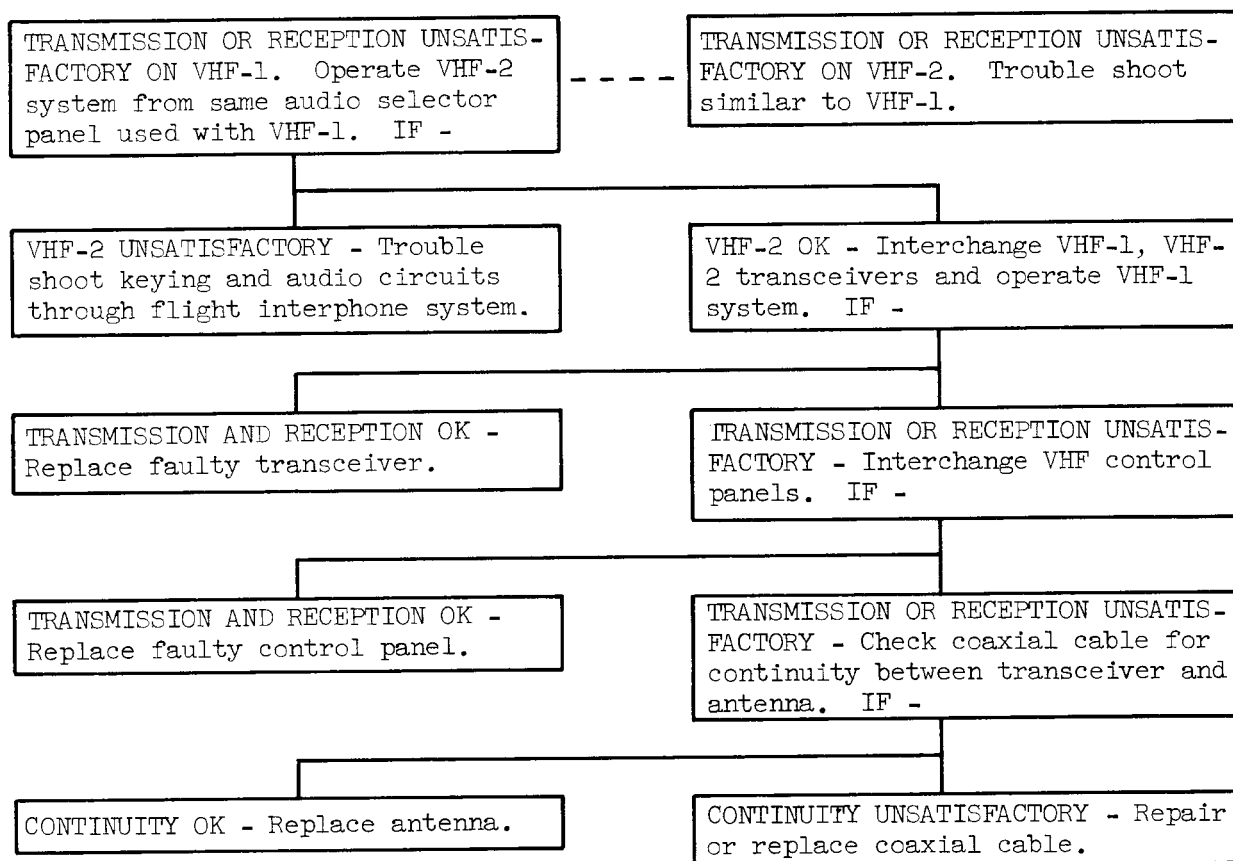 TRANSMISSION OR RECEPTION UNSATIS-
FACTORY ON VHF-1. Operate VHF-2
system from same audio selector
panel used with VHF-1. IF -
TRANSMISSION OR RECEPTION UNSATIS-
FACTORY ON VHF-2. Trouble shoot
similar to VHF-1.
VHF-2 UNSATISFACTORY - Trouble
shoot keying and audio circuits
through flight interphone system.
VHF-2 OK - Interchange VHF-1, VHF-
2 transceivers and operate VHF-1
system. IF -
TRANSMISSION AND RECEPTION OK -
Replace faulty transceiver.
TRANSMISSION OR RECEPTION UNSATIS-
FACTORY - Interchange VHF control
panels. IF -
TRANSMISSION AND RECEPTION OK -
Replace faulty control panel.
TRANSMISSION OR RECEPTION UNSATIS-
FACTORY - Check coaxial cable for
continuity between transceiver and
antenna. IF -
CONTINUITY OK - Replace antenna.
CONTINUITY UNSATISFACTORY - Repair
or replace coaxial cable.